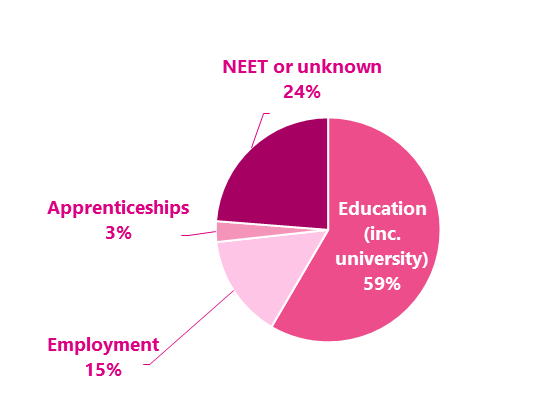 NEET or unknown
24%
Apprenticeships
3%
Education
(inc.
university)
59%
Employment
15%